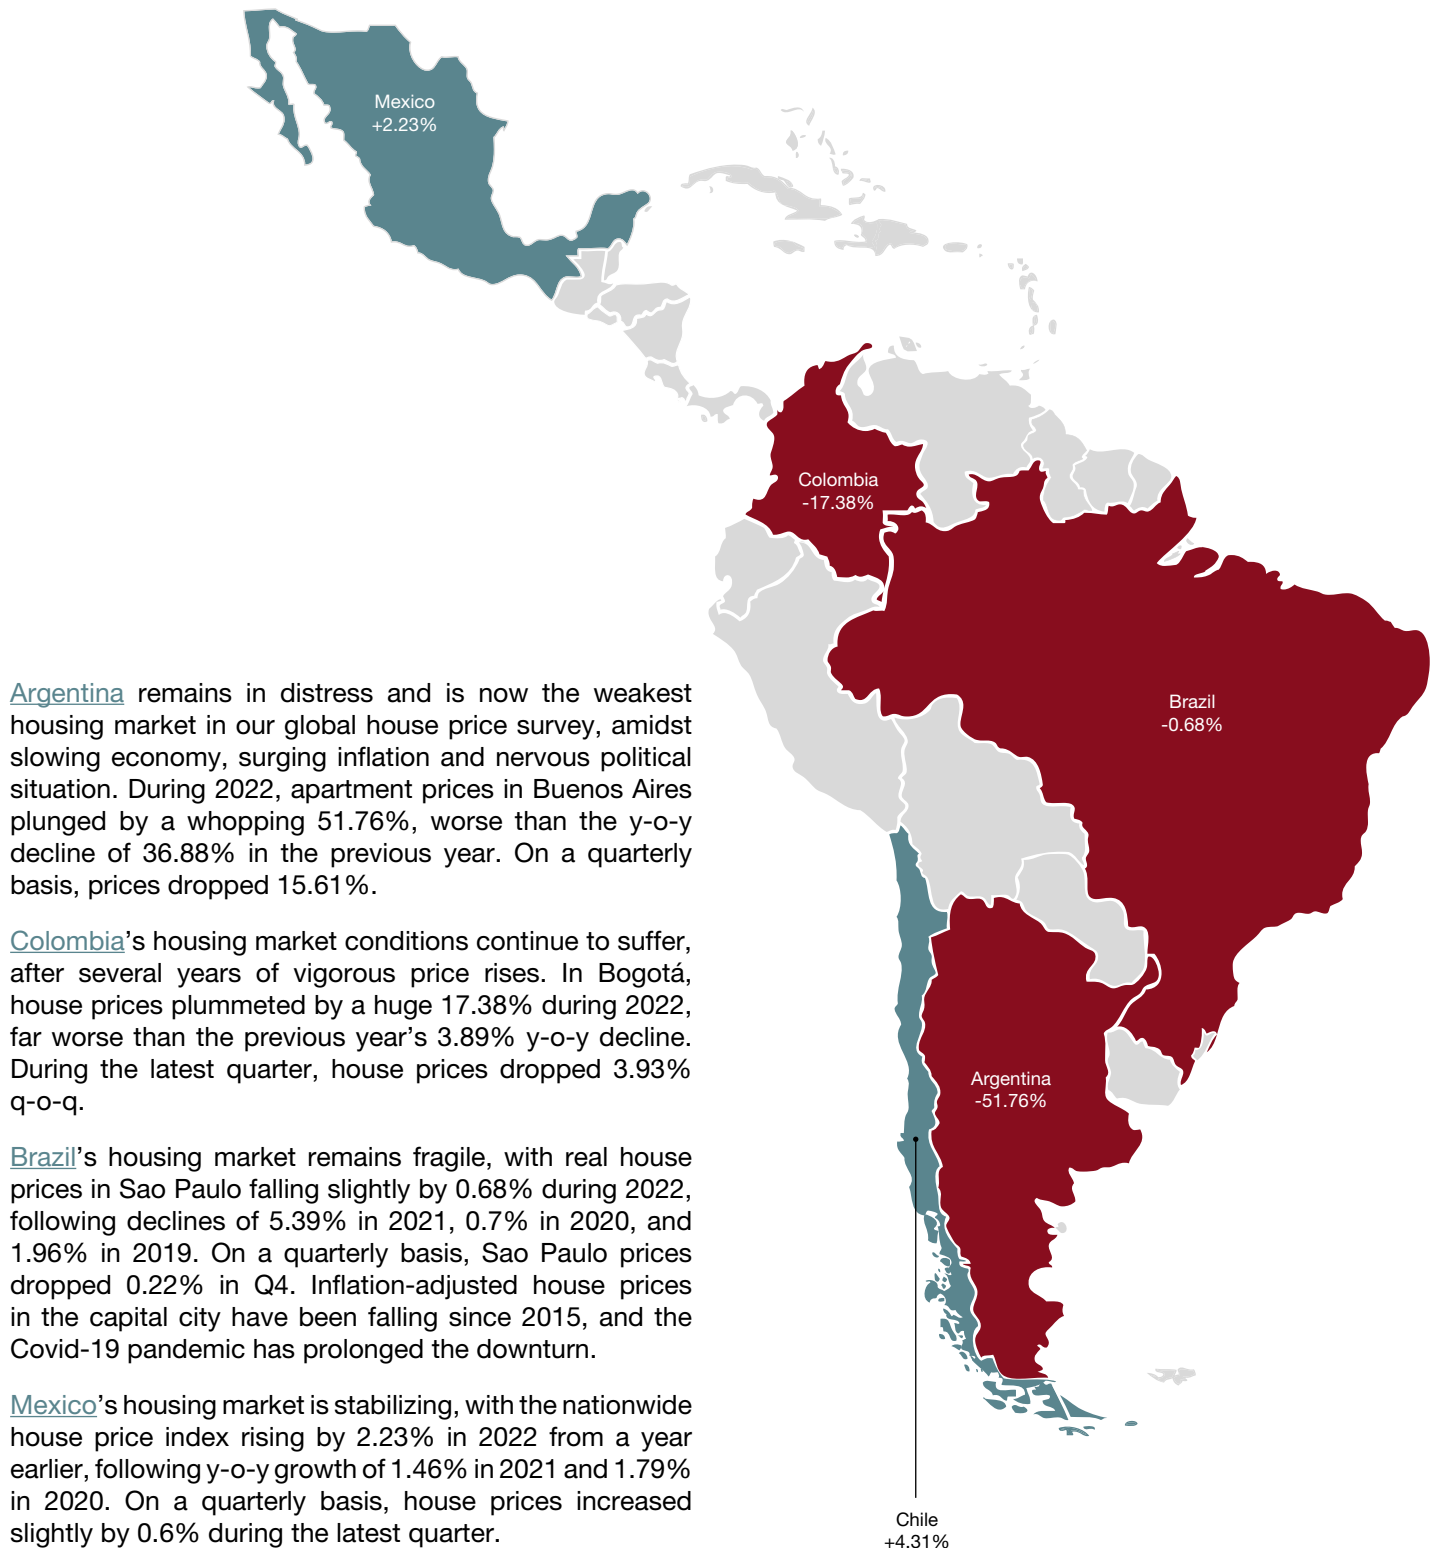 Mexico
+2.23%
Colombia
-17.38%
Brazil
-0.68%
Argentina
-51.76%
Chile
+4.31%
Argentina remains in distress and is now the weakest
housing market in our global house price survey, amidst
slowing economy, surging inflation and nervous political
situation. During 2022, apartment prices in Buenos Aires
plunged by a whopping 51.76%, worse than the y-o-y
decline of 36.88% in the previous year. On a quarterly
basis, prices dropped 15.61%.
Colombia’s housing market conditions continue to suffer,
after several years of vigorous price rises. In Bogotá,
house prices plummeted by a huge 17.38% during 2022,
far worse than the previous year’s 3.89% y-o-y decline.
During the latest quarter, house prices dropped 3.93%
q-o-q.
Brazil’s housing market remains fragile, with real house
prices in Sao Paulo falling slightly by 0.68% during 2022,
following declines of 5.39% in 2021, 0.7% in 2020, and
1.96% in 2019. On a quarterly basis, Sao Paulo prices
dropped 0.22% in Q4. Inflation-adjusted house prices
in the capital city have been falling since 2015, and the
Covid-19 pandemic has prolonged the downturn.
Mexico’s housing market is stabilizing, with the nationwide
house price index rising by 2.23% in 2022 from a year
earlier, following y-o-y growth of 1.46% in 2021 and 1.79%
in 2020. On a quarterly basis, house prices increased
slightly by 0.6% during the latest quarter.